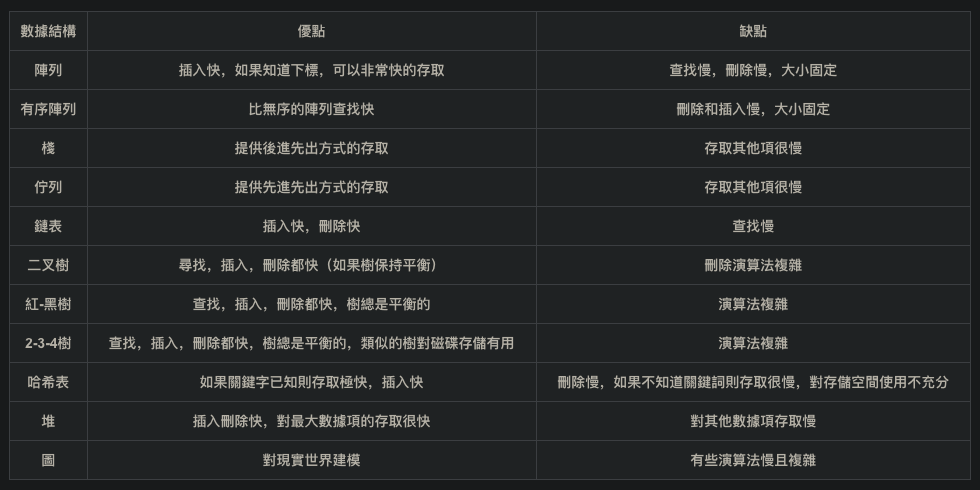 數據結構 優點 缺點
陣列 插入快，如果知道下標，可以非常快的存取 查找慢，刪除慢，大小固定
有序陣列 比無序的陣列查找快 刪除和插入慢，大小固定
棧 提供後進先出方式的存取 存取其他項很慢
佇列 提供先進先出方式的存取 存取其他項很慢
鏈表 插入快，刪除快 查找慢
二叉樹 尋找，插入，刪除都快（如果樹保持平衡） 刪除演算法複雜
紅-黑樹 查找，插入，刪除都快，樹總是平衡的 演算法複雜
2-3-4樹 查找，插入，刪除都快，樹總是平衡的，類似的樹對磁碟存儲有用 演算法複雜
哈希表 如果關鍵字已知則存取極快，插入快 刪除慢，如果不知道關鍵詞則存取很慢，對存儲空間使用不充分
堆 插入刪除快，對最大數據項的存取很快 對其他數據項存取慢
圖 對現實世界建模 有些演算法慢且複雜